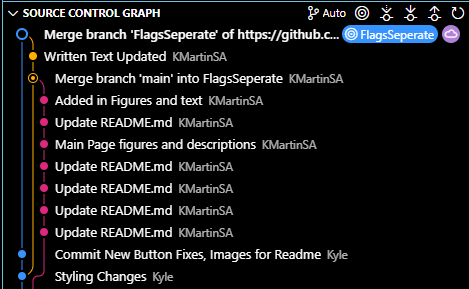 SOURCE CONTROL GRAPH Auto
Merge branch 'FlagsSeperate' of https://github.c... FlagsSeperate
Written Text Updated KMartinSA
Merge branch 'main' into FlagsSeperate KMartinSA
Added in Figures and text KMartinSA
Update README.md KMartinSA
Main Page figures and descriptions KMartinSA
Update README.md KMartinSA
Update README.md KMartinSA
Update README.md KMartinSA
Update README.md KMartinSA
Commit New Button Fixes, Images for Readme Kyle
Styling Changes Kyle